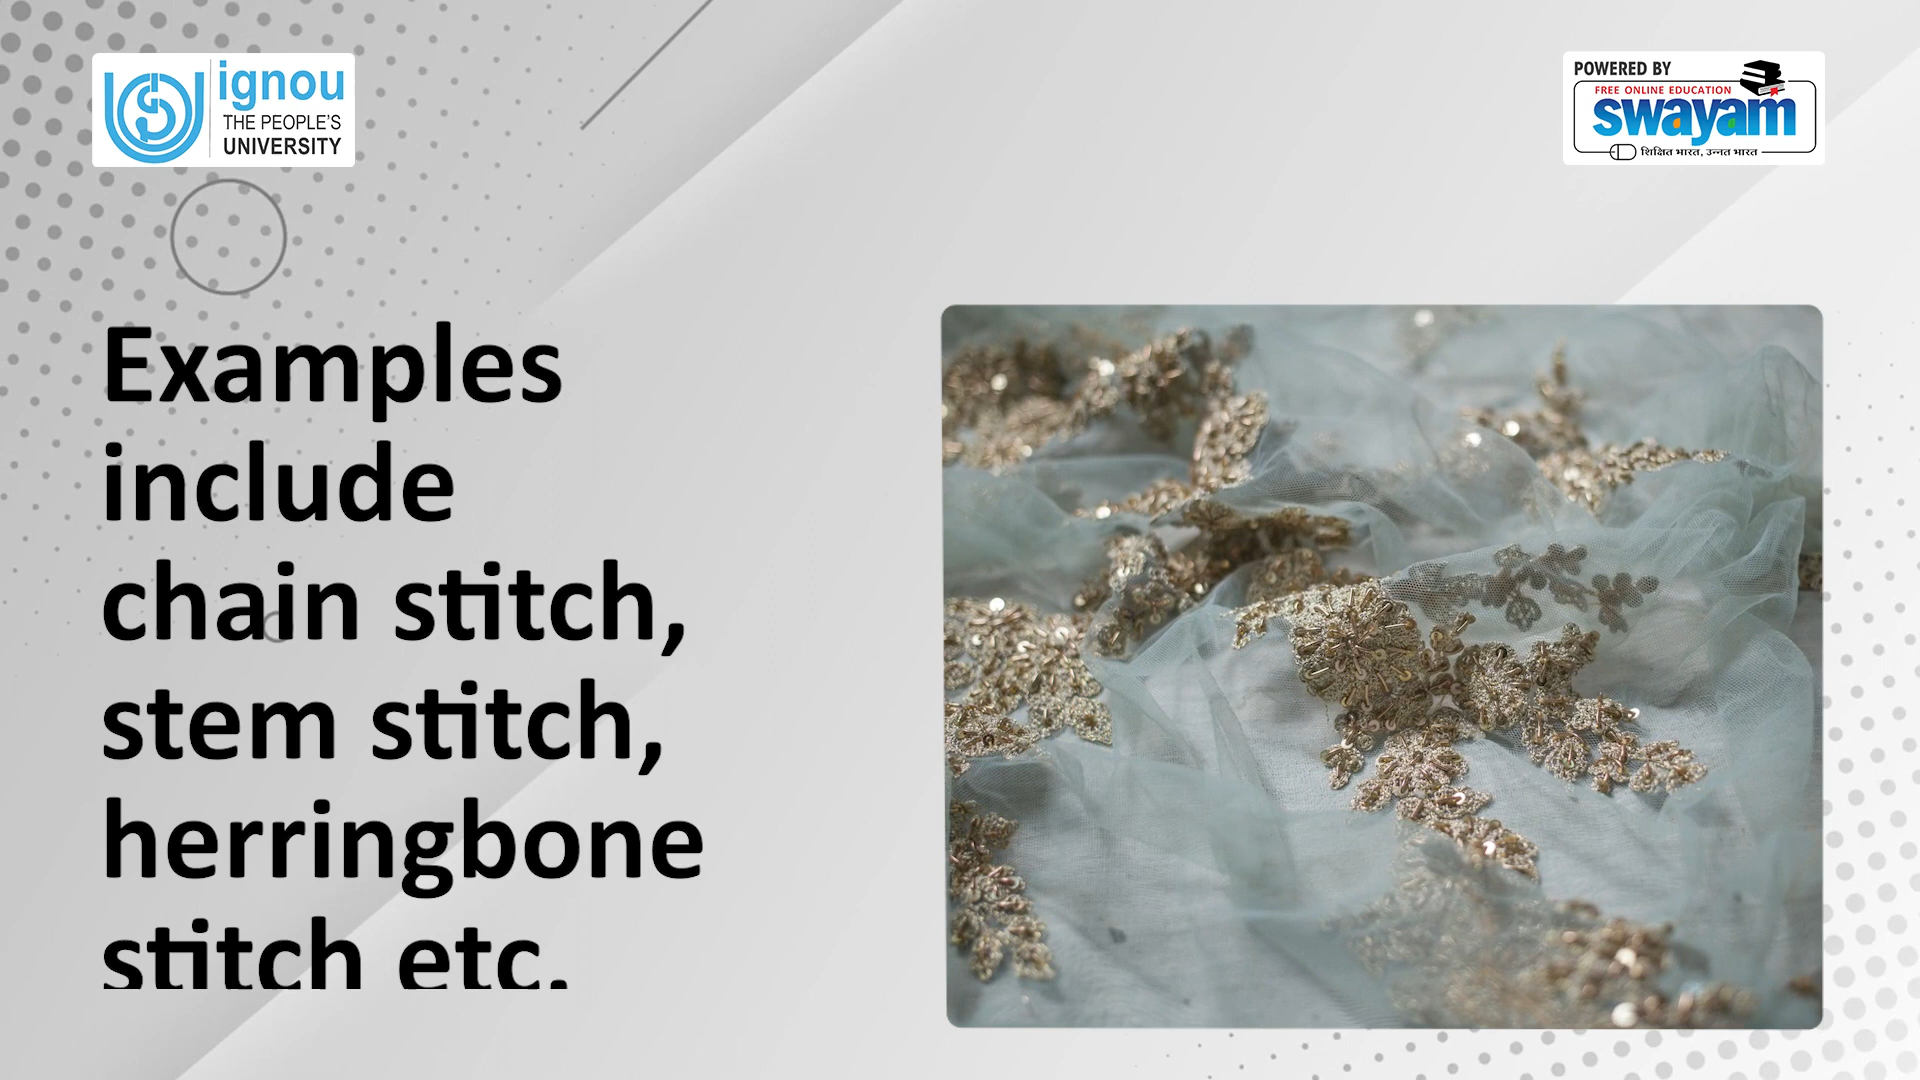 ignou
THE PEOPLE'S
UNIVERSITY
POWERED BY
FREE ONLINE EDUCATION
swayam
शिक्षित भारत, उन्नत भारत
Examples
include
chain stitch,
stem stitch,
herringbone
stitch etc.